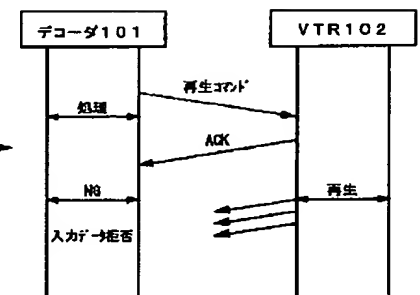 デコーダ101
VTR102
再生コマンド
処理
ACK
NG
再生
入力データ拒否